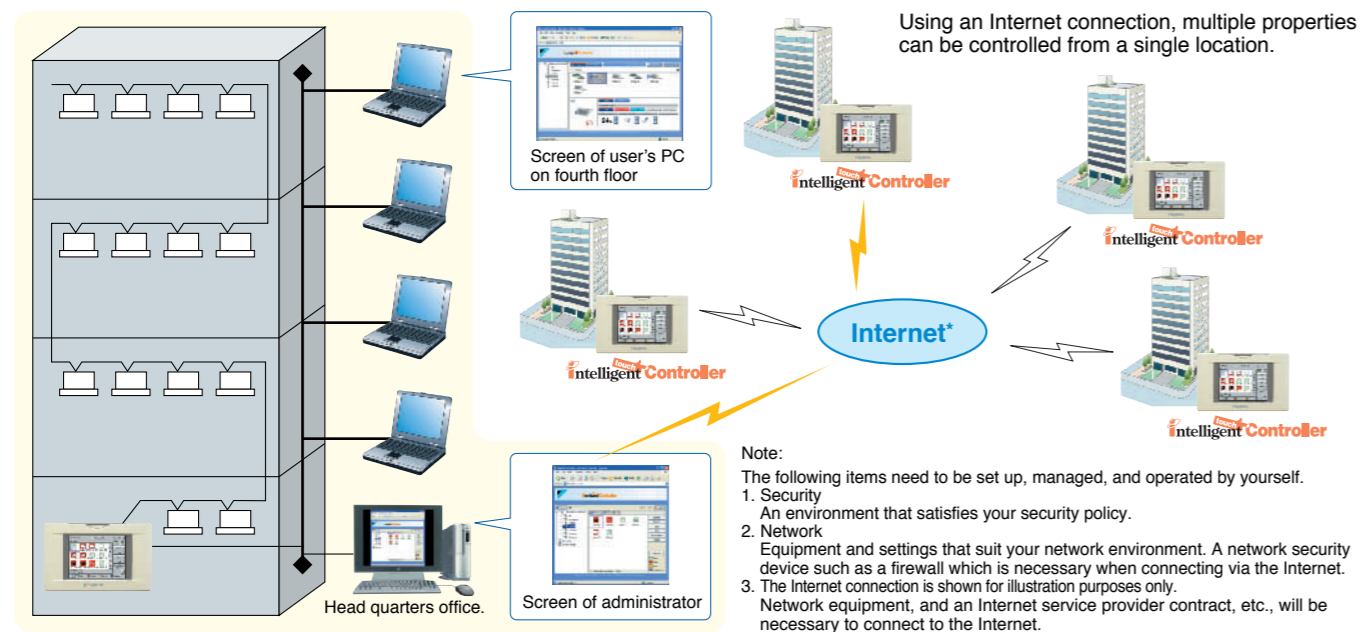 Using an Internet connection, multiple properties
can be controlled from a single location.
Screen of user's PC
on fourth floor
intelligent touch Controller
intelligent touch Controller
intelligent touch Controller
Internet*
intelligent touch Controller
Head quarters office.
Screen of administrator
Note:
The following items need to be set up, managed, and operated by yourself.
1. Security
An environment that satisfies your security policy.
2. Network
Equipment and settings that suit your network environment. A network security
device such as a firewall which is necessary when connecting via the Internet.
3. The Internet connection is shown for illustration purposes only.
Network equipment, and an Internet service provider contract, etc., will be
necessary to connect to the Internet.